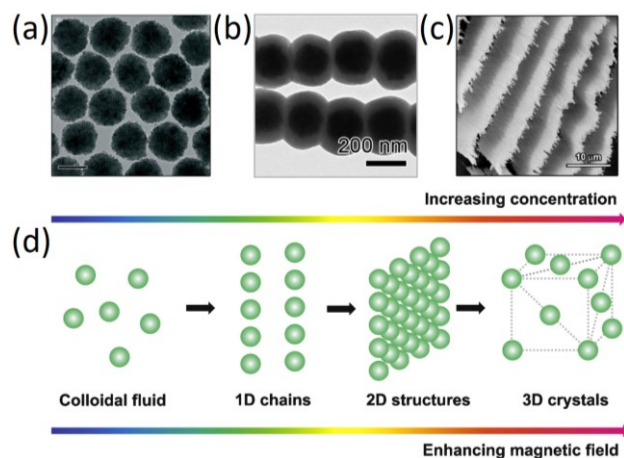 (a)
(b)
(c)
200 nm
10 μm
Increasing concentration
(d)
Colloidal fluid
1D chains
2D structures
3D crystals
Enhancing magnetic field